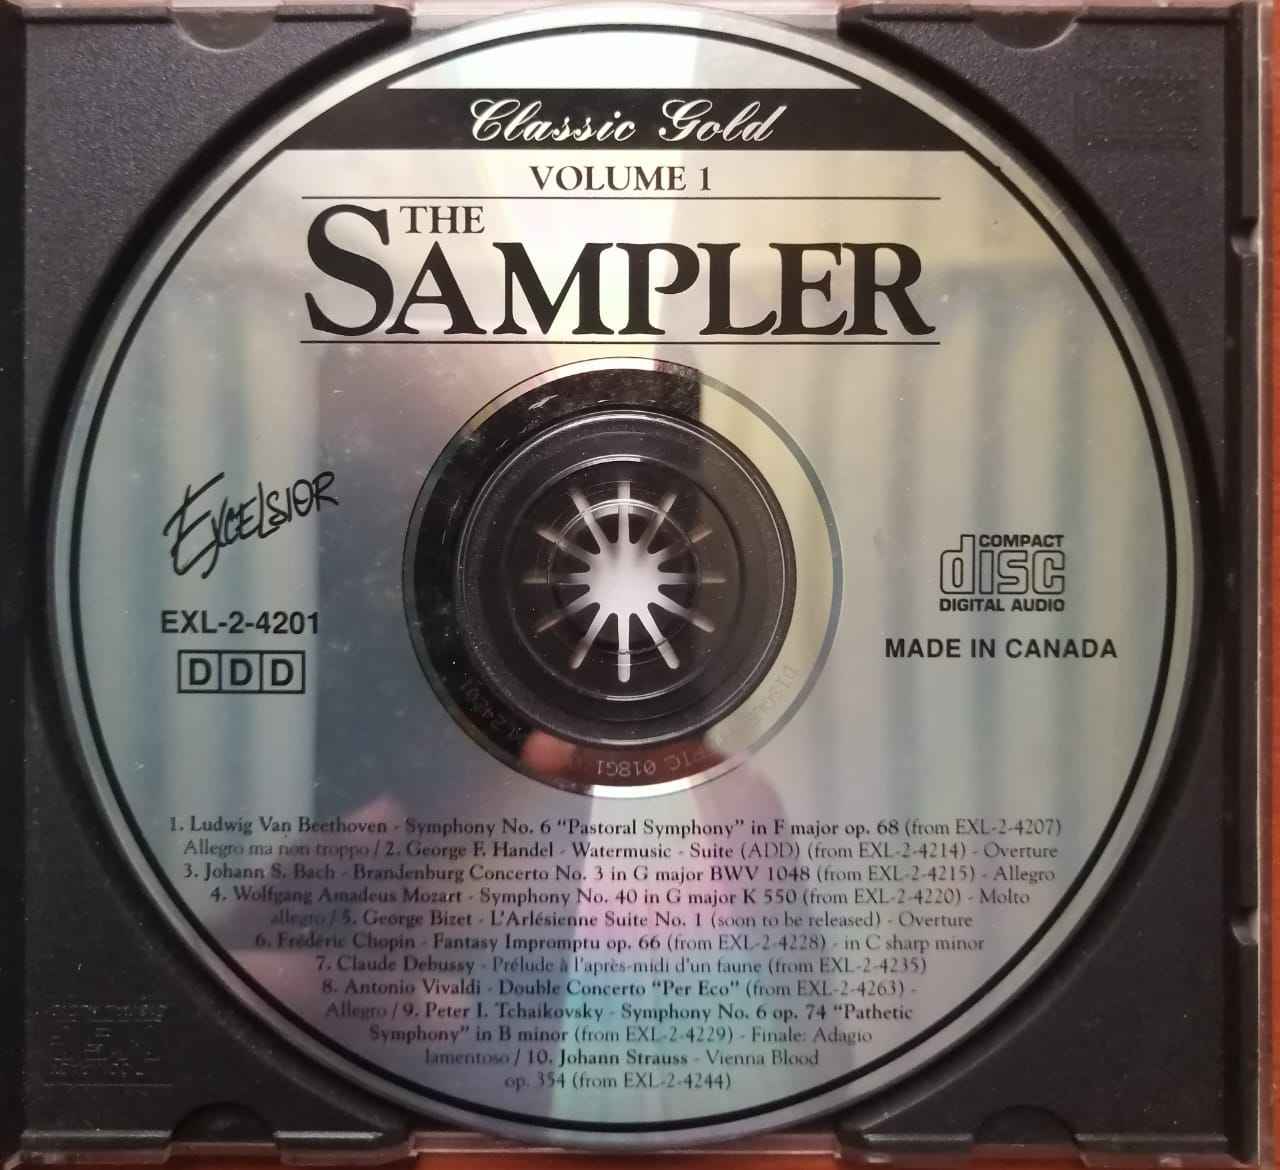 Classic Gold
VOLUME 1
THE
SAMPLER
EXCELSIOR
EXL-2-4201
DDD
COMPACT
disc
DIGITAL AUDIO
MADE IN CANADA
1. Ludwig Van Beethoven - Symphony No. 6 “Pastoral Symphony” in F major op. 68 (from EXL-2-4207)
Allegro ma non troppo / 2. George F. Handel - Watermusic - Suite (ADD) (from EXL-2-4214) - Overture
3. Johann S. Bach - Brandenburg Concerto No. 3 in G major BWV 1048 (from EXL-2-4215) - Allegro
4. Wolfgang Amadeus Mozart - Symphony No. 40 in G major K 550 (from EXL-2-4220) - Molto
allegro / 5. George Bizet - L'Arlésienne Suite No. 1 (soon to be released) - Overture
6. Fréderic Chopin - Fantasy Impromptu op. 66 (from EXL-2-4228) - in C sharp minor
7. Claude Debussy - Prélude à l'après-midi d'un faune (from EXL-2-4235)
8. Antonio Vivaldi - Double Concerto “Per Eco” (from EXL-2-4263) -
Allegro / 9. Peter I. Tchaikovsky - Symphony No. 6 op. 74 “Pathetic
Symphony” in B minor (from EXL-2-4229) - Finale: Adagio
lamentoso / 10. Johann Strauss - Vienna Blood
op. 354 (from EXL-2-4244)